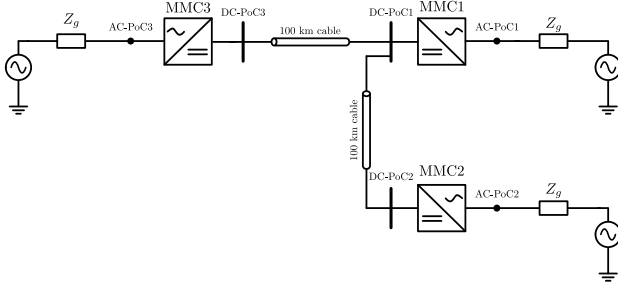 MMC3
MMC1
Z_g
AC-PoC3
DC-PoC3
100 km cable
DC-PoC1
AC-PoC1
Z_g
100 km cable
MMC2
DC-PoC2
AC-PoC2
Z_g